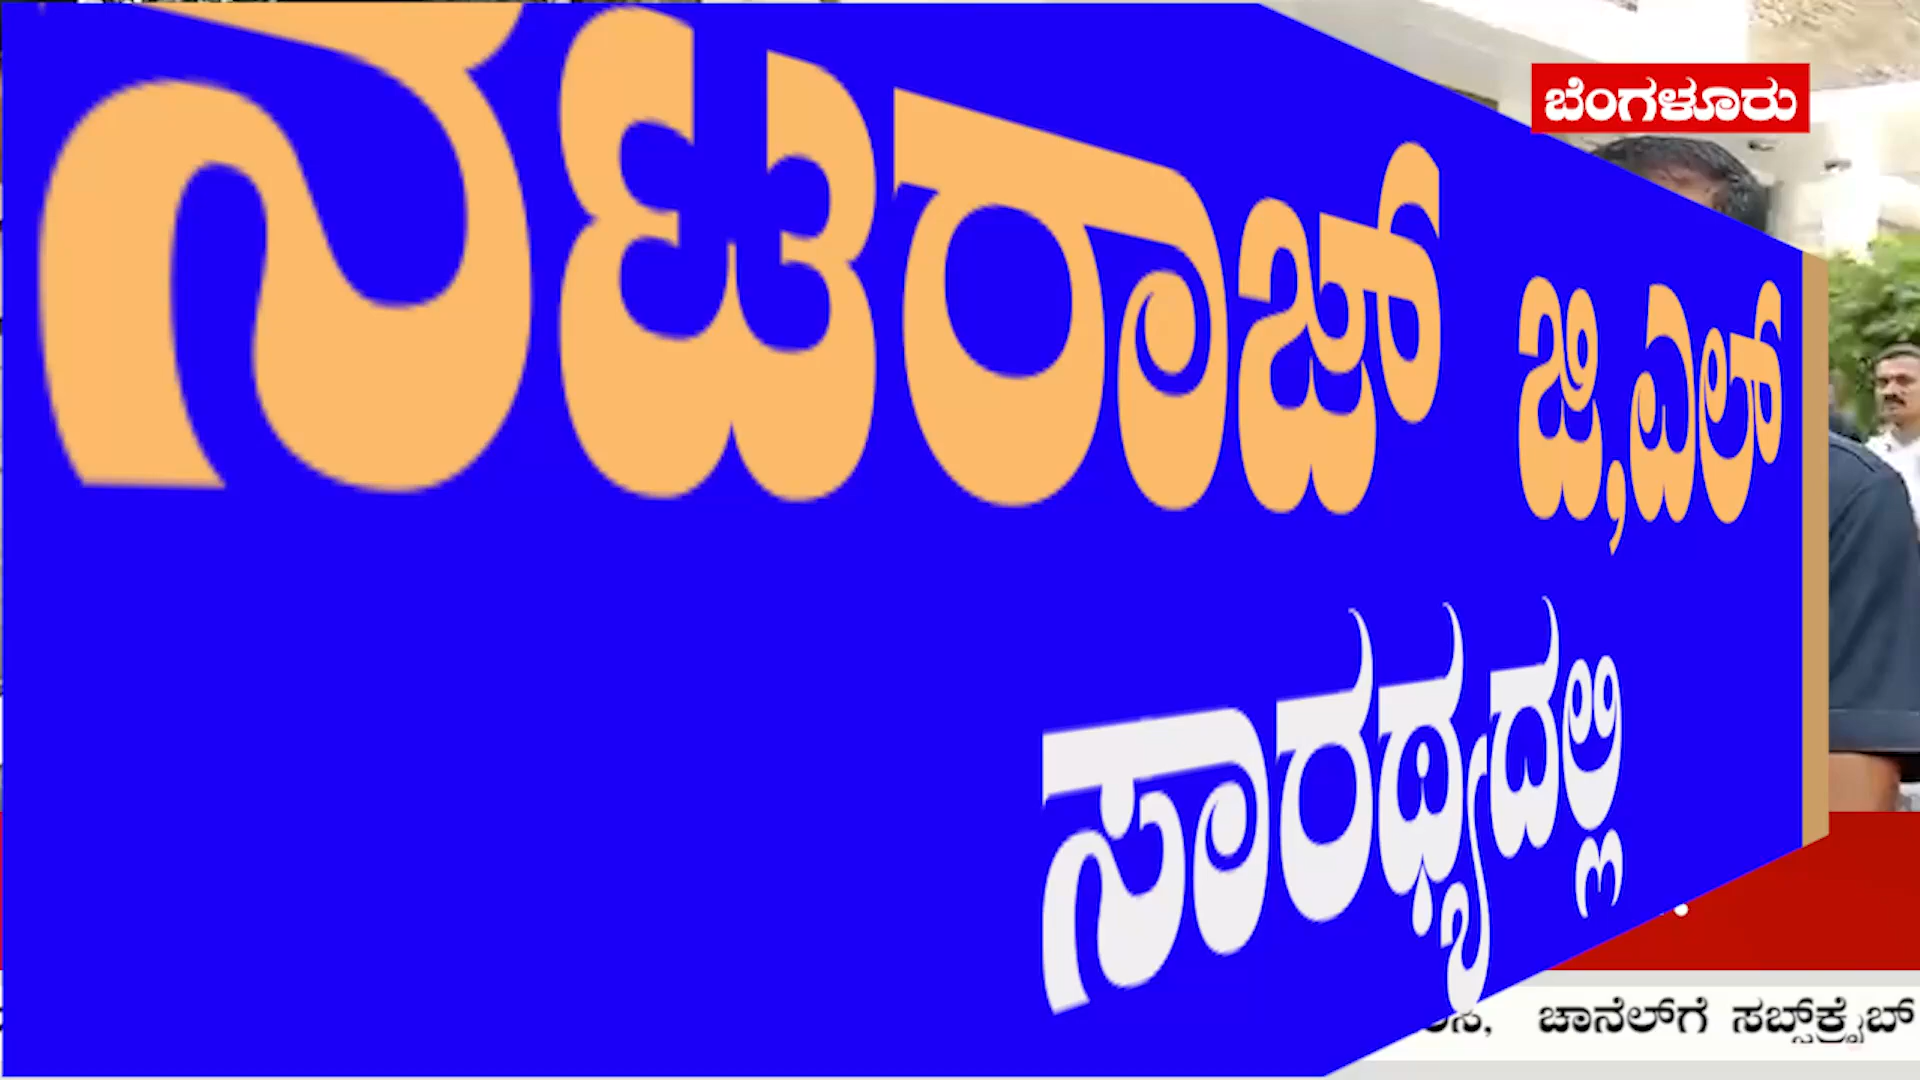 ಬೆಂಗಳೂರು
ನಟರಾಜ್ ಜಿ,ಎಲ್
ಸಾರಥ್ಯದಲ್ಲಿ
ಚಾನೆಲ್‌ಗೆ ಸಬ್ಸ್‌ಕ್ರೈಬ್